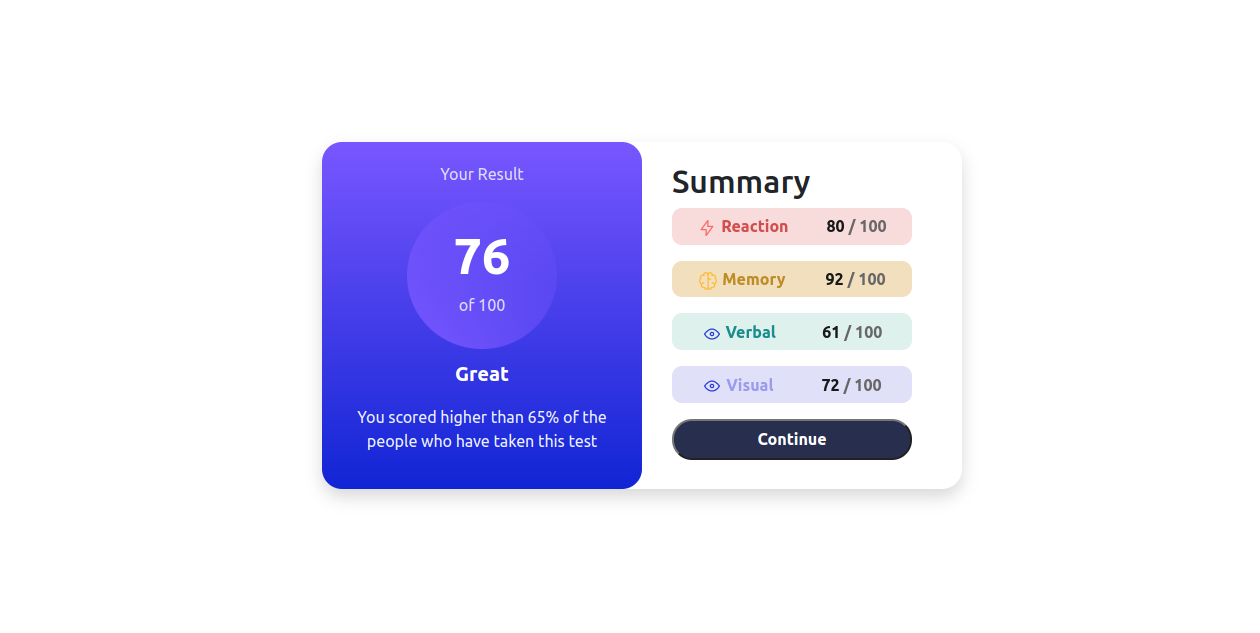 Your Result
76
of 100
Great
You scored higher than 65% of the
people who have taken this test
Summary
Reaction 80 / 100
Memory 92 / 100
Verbal 61 / 100
Visual 72 / 100
Continue